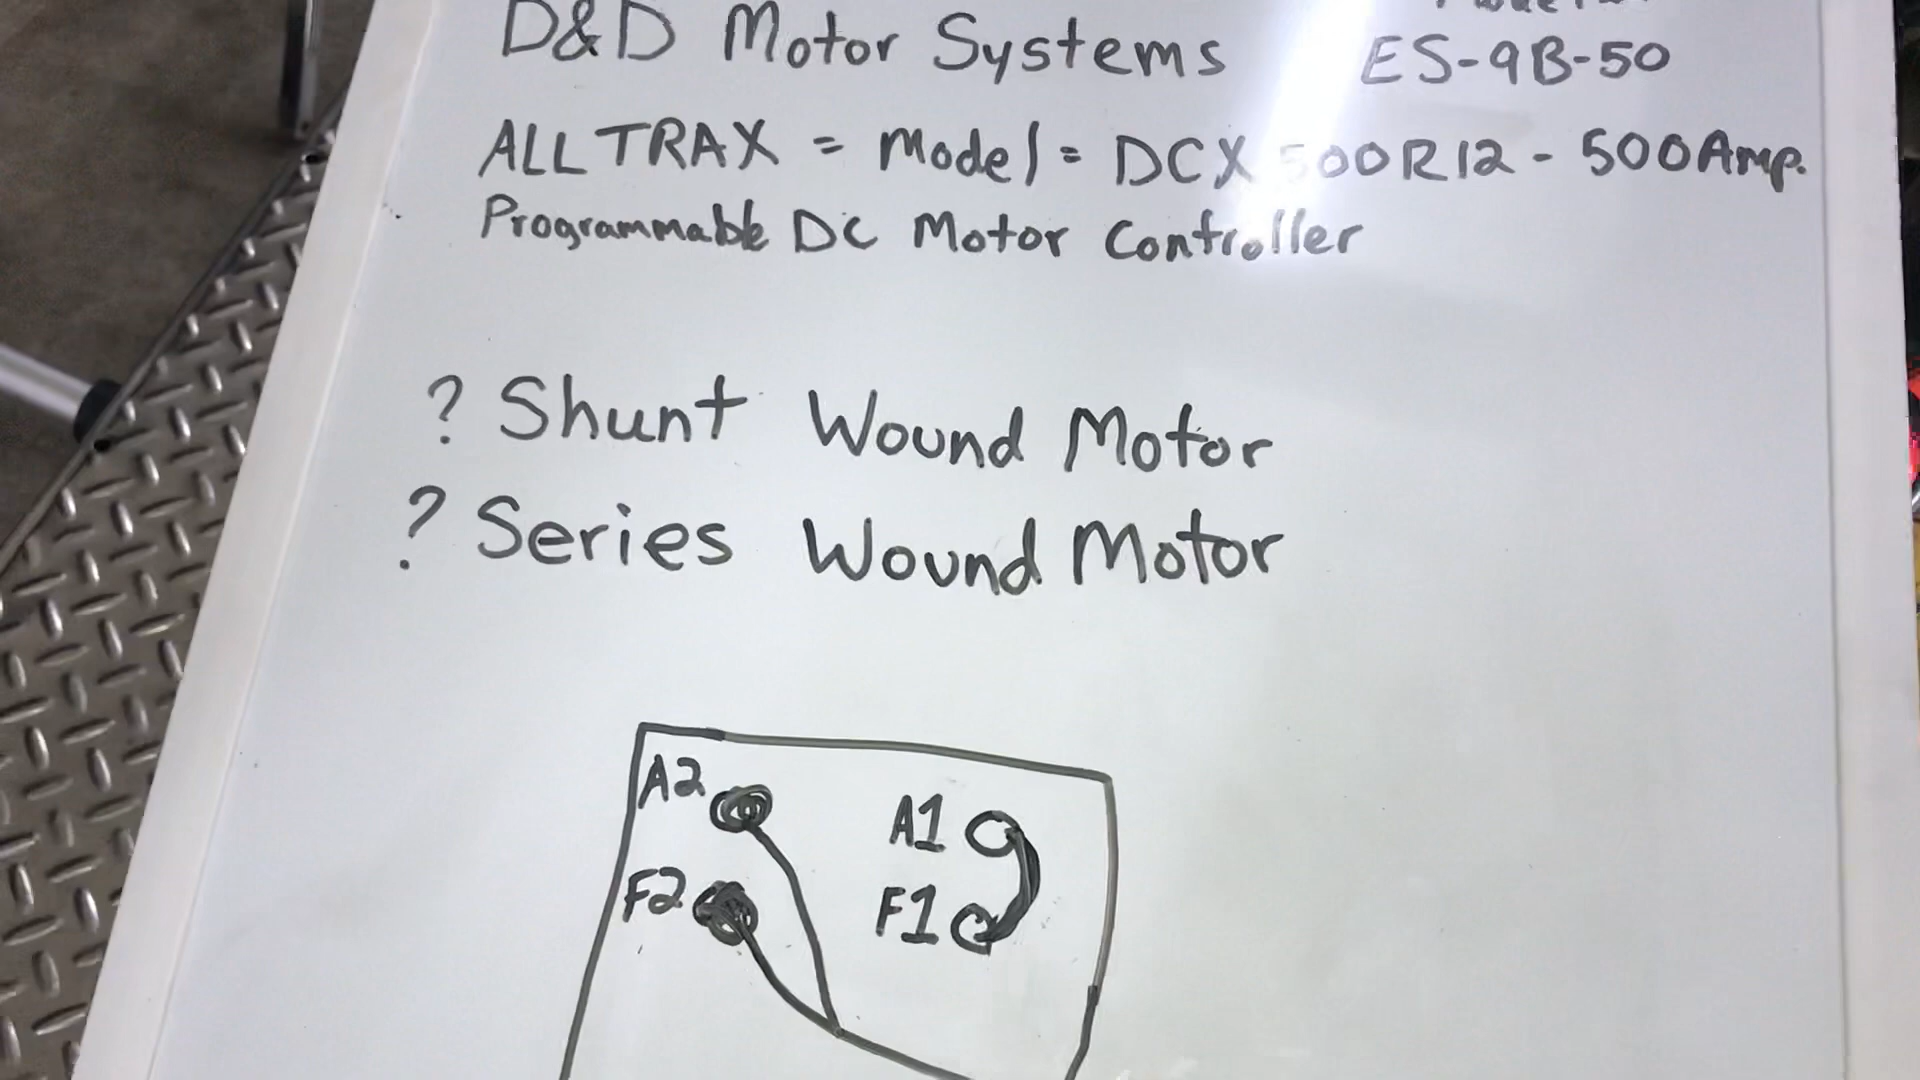 D&D Motor Systems ES-9B-50
ALLTRAX = Model = DCX 500R12 - 500Amp.
Programmable DC Motor Controller
? Shunt Wound Motor
? Series Wound Motor
A2 A1
F2 F1